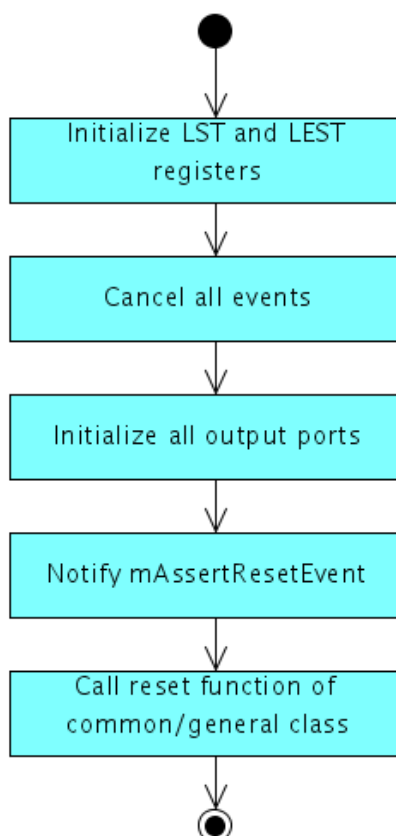 Initialize LST and LEST
registers
Cancel all events
Initialize all output ports
Notify mAssertResetEvent
Call reset function of
common/general class